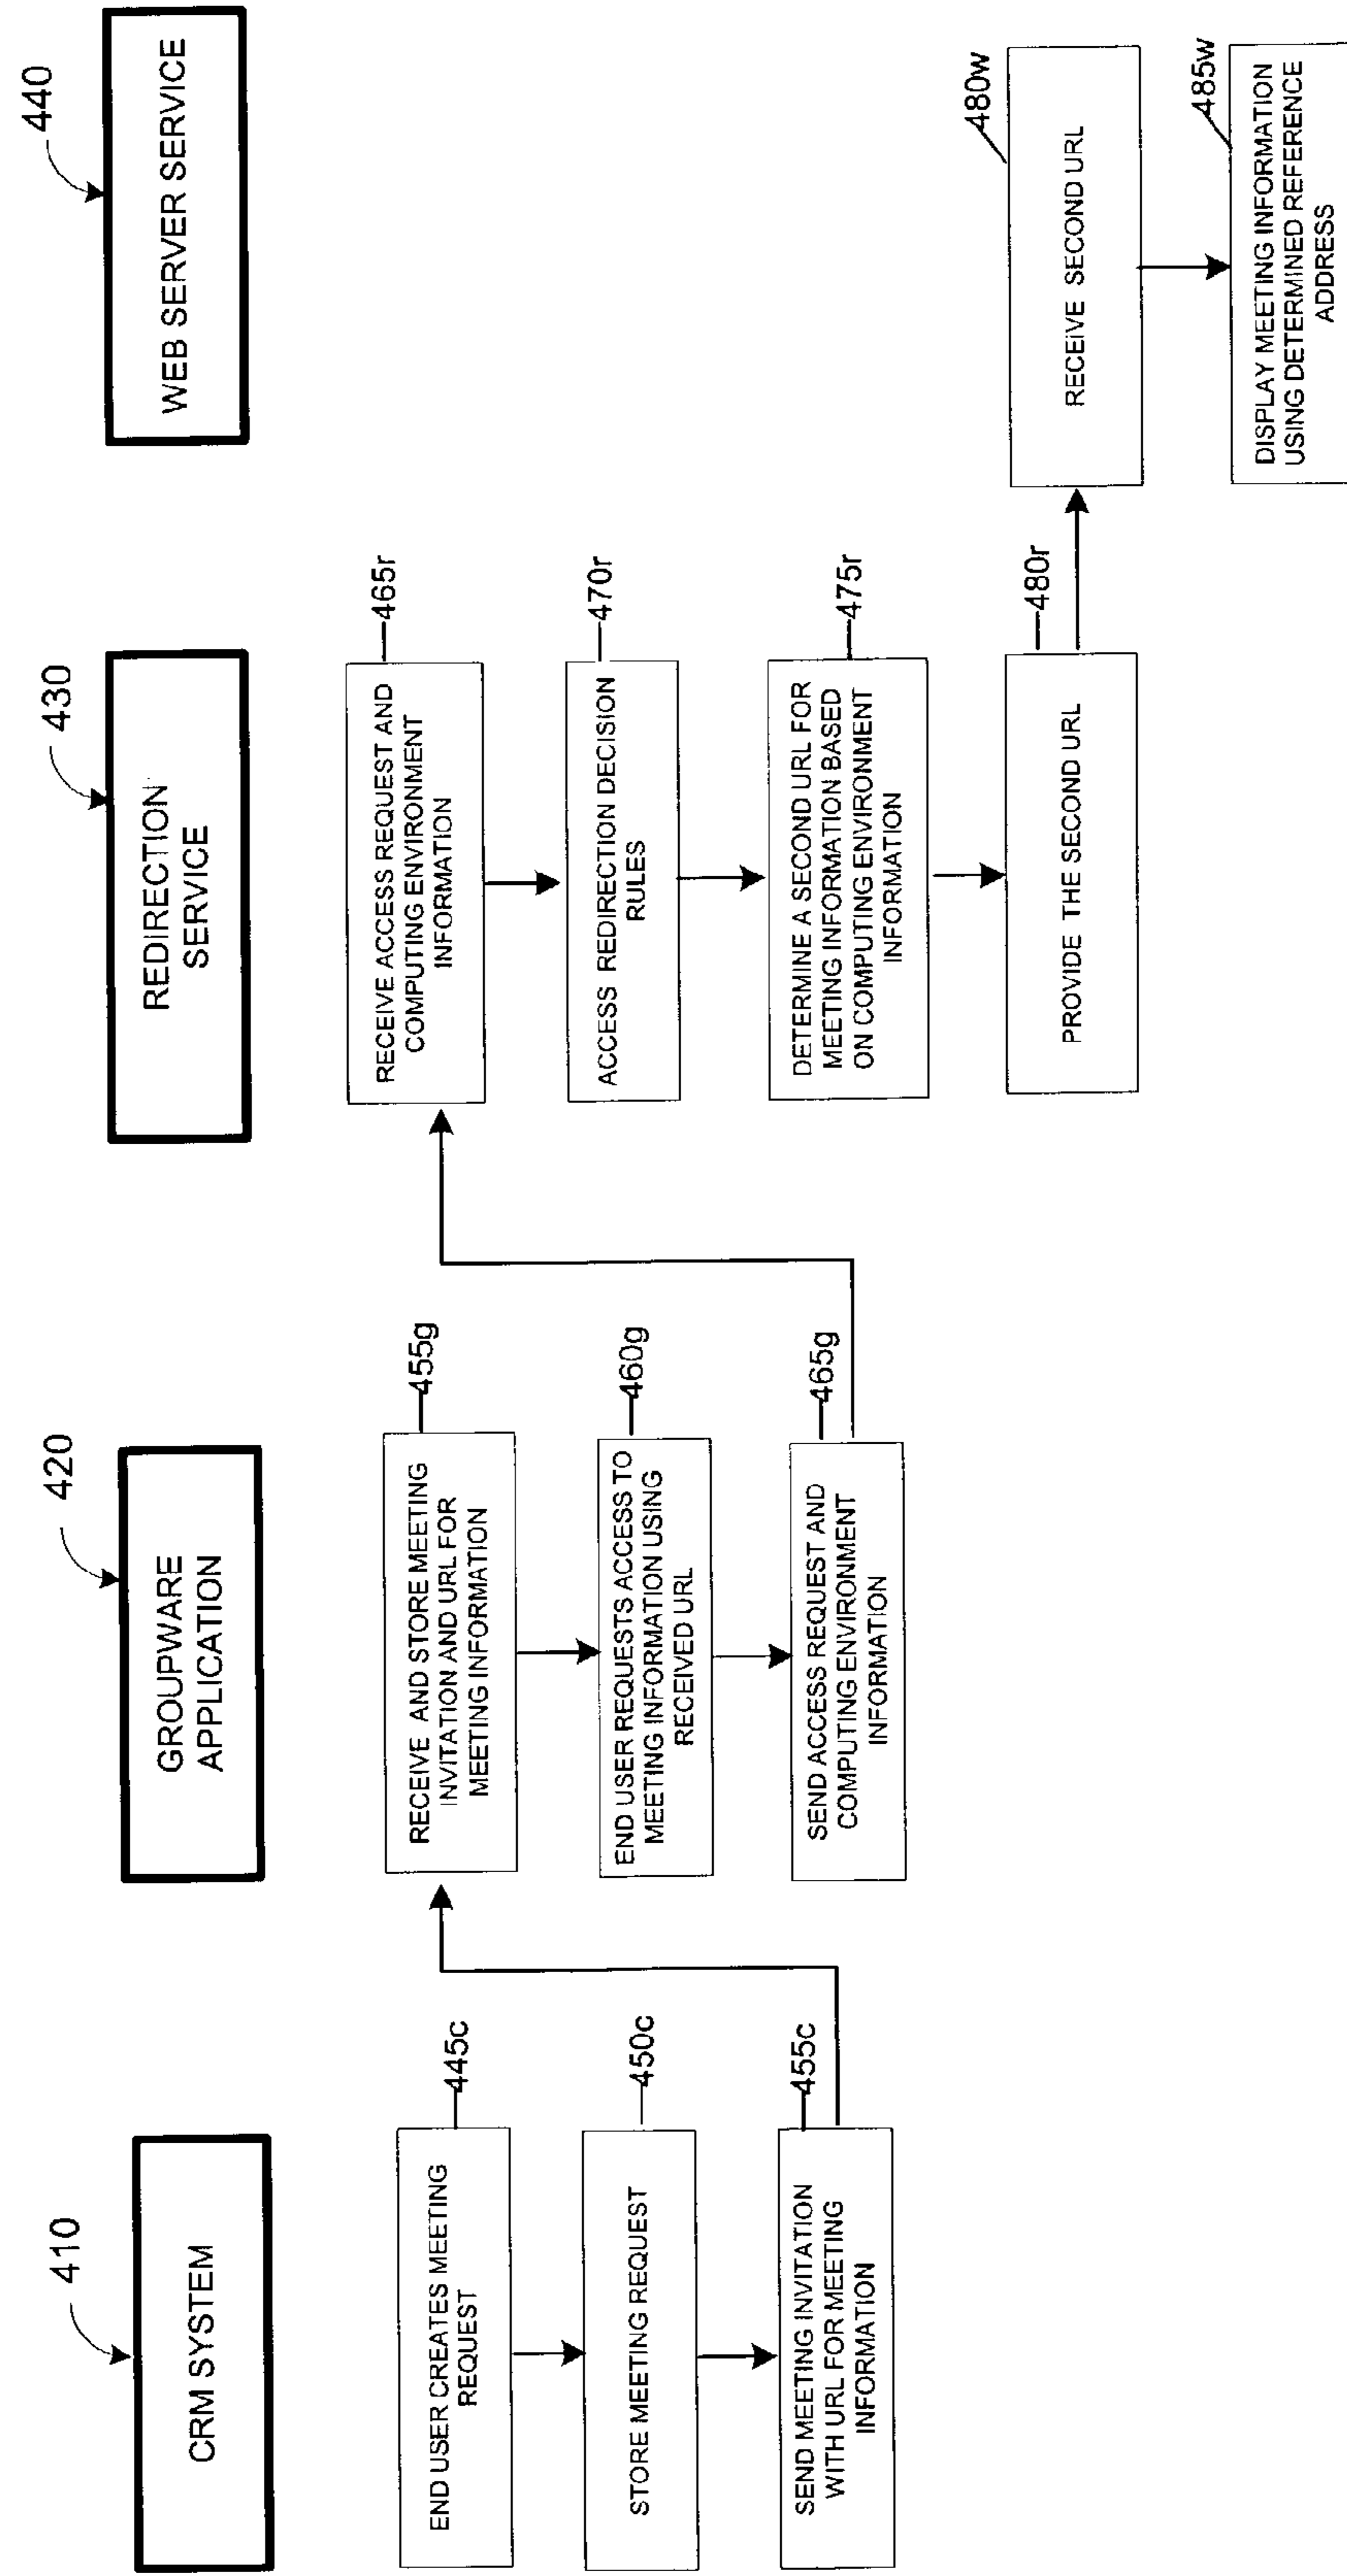 410
CRM SYSTEM
445c
END USER CREATES MEETING
REQUEST
450c
STORE MEETING REQUEST
455c
SEND MEETING INVITATION
WITH URL FOR MEETING
INFORMATION
420
GROUPWARE
APPLICATION
455g
RECEIVE AND STORE MEETING
INVITATION AND URL FOR
MEETING INFORMATION
460g
END USER REQUESTS ACCESS TO
MEETING INFORMATION USING
RECEIVED URL
465g
SEND ACCESS REQUEST AND
COMPUTING ENVIRONMENT
INFORMATION
430
REDIRECTION
SERVICE
465r
RECEIVE ACCESS REQUEST AND
COMPUTING ENVIRONMENT
INFORMATION
470r
ACCESS REDIRECTION DECISION
RULES
475r
DETERMINE A SECOND URL FOR
MEETING INFORMATION BASED
ON COMPUTING ENVIRONMENT
INFORMATION
480r
PROVIDE THE SECOND URL
440
WEB SERVER SERVICE
480w
RECEIVE SECOND URL
485w
DISPLAY MEETING INFORMATION
USING DETERMINED REFERENCE
ADDRESS